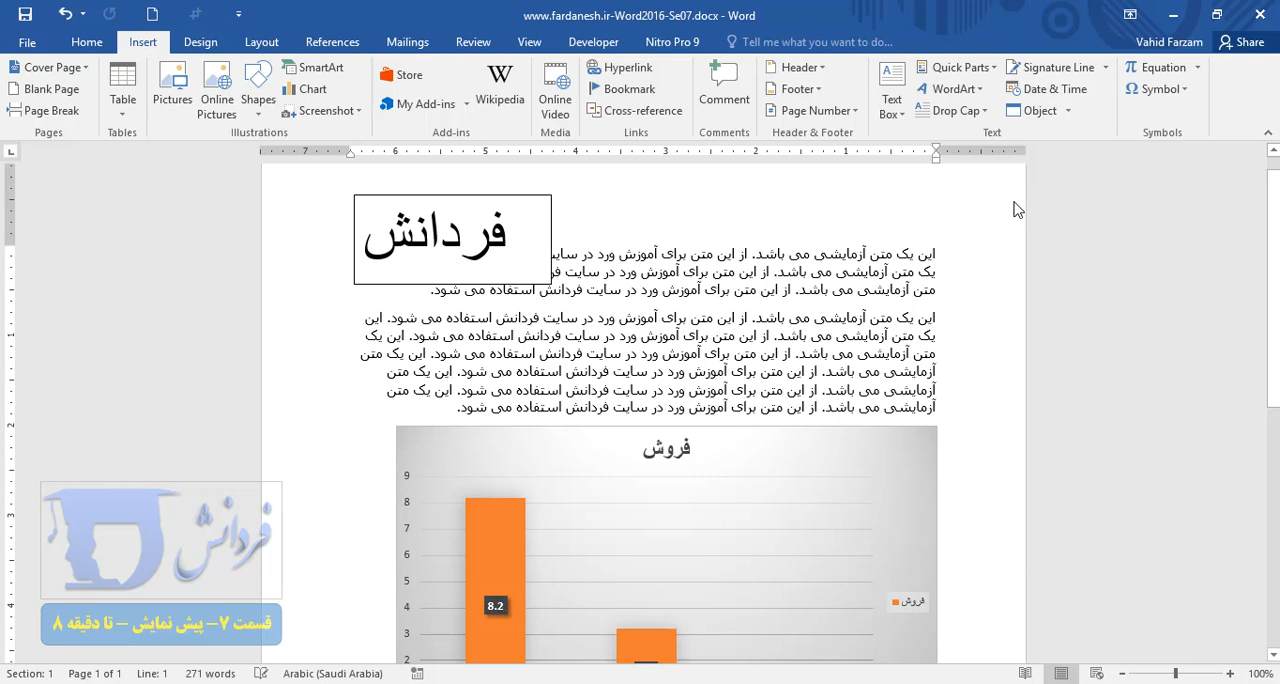 www.fardanesh.ir-Word2016-Se07.docx - Word
File Home Insert Design Layout References Mailings Review View Developer Nitro Pro 9 Tell me what you want to do... Vahid Farzam Share
Cover Page
Blank Page
Page Break
Pages
Table
Tables
Pictures
Online Pictures
Shapes
SmartArt
Chart
Screenshot
Illustrations
Store
My Add-ins
Wikipedia
Add-ins
Online Video
Media
Hyperlink
Bookmark
Cross-reference
Links
Comment
Comments
Header
Footer
Page Number
Header & Footer
Text Box
Quick Parts
WordArt
Drop Cap
Signature Line
Date & Time
Object
Text
Equation
Symbol
Symbols
7 6 5 4 3 2 1
فردانش
این یک متن آزمایشی می باشد. از این متن برای آموزش ورد در سایت
یک متن آزمایشی می باشد. از این متن برای آموزش ورد در سایت
متن آزمایشی می باشد. از این متن برای آموزش ورد در سایت فردانش استفاده می شود.
این یک متن آزمایشی می باشد. از این متن برای آموزش ورد در سایت فردانش استفاده می شود. این
یک متن آزمایشی می باشد. از این متن برای آموزش ورد در سایت فردانش استفاده می شود. این یک
متن آزمایشی می باشد. از این متن برای آموزش ورد در سایت فردانش استفاده می شود. این یک متن
آزمایشی می باشد. از این متن برای آموزش ورد در سایت فردانش استفاده می شود. این یک متن
آزمایشی می باشد. از این متن برای آموزش ورد در سایت فردانش استفاده می شود. این یک متن
آزمایشی می باشد. از این متن برای آموزش ورد در سایت فردانش استفاده می شود.
فروش
9
8
7
6
5
4
3
2
8.2
فروش
فردانش
قسمت ۷- پیش نمایش – تا دقیقه ۸
Section: 1 Page 1 of 1 Line: 1 271 words Arabic (Saudi Arabia) 100%